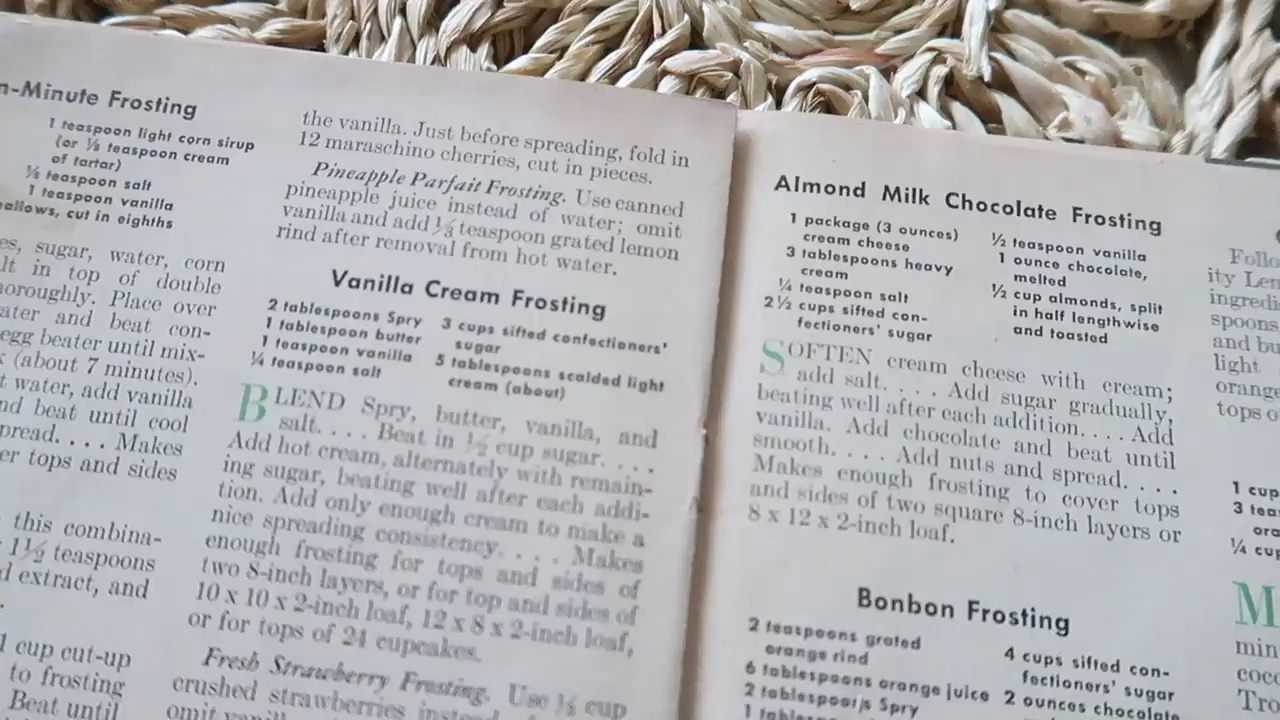 n-Minute Frosting
1 teaspoon light corn sirup
(or 1/8 teaspoon cream
of tartar)
1/8 teaspoon salt
1 teaspoon vanilla
allows, cut in eighths
es, sugar, water, corn
lt in top of double
horoughly. Place over
ater and beat con-
egg beater until mix-
(about 7 minutes).
t water, add vanilla
nd beat until cool
pread. . . . Makes
er tops and sides
this combina-
1½ teaspoons
d extract, and
1 cup cut-up
to frosting
Beat until
the vanilla. Just before spreading, fold in
12 maraschino cherries, cut in pieces.
Pineapple Parfait Frosting. Use canned
pineapple juice instead of water; omit
vanilla and add teaspoon grated lemon
rind after removal from hot water.
Vanilla Cream Frosting
2 tablespoons Spry
1 tablespoon butter
1 teaspoon vanilla
¼ teaspoon salt
3 cups sifted confectioners'
sugar
5 tablespoons scalded light
cream (about)
BLEND Spry, butter, vanilla, and
salt. . . . Beat in ½ cup sugar. . . .
Add hot cream, alternately with remain-
ing sugar, beating well after each addi-
tion. Add only enough cream to make a
nice spreading consistency. . . . Makes
enough frosting for tops and sides of
two 8-inch layers, or for top and sides of
10 x 10 x 2-inch loaf, 12 x 8 x 2-inch loaf,
or for tops of 24 cupcakes.
Fresh Strawberry Frosting. Use cup
crushed strawberries instead
omit
Almond Milk Chocolate Frosting
1 package (3 ounces)
cream cheese
3 tablespoons heavy
cream
¼ teaspoon salt
2½ cups sifted con-
fectioners' sugar
½ teaspoon vanilla
1 ounce chocolate,
melted
½ cup almonds, split
in half lengthwise
and toasted
SOFTEN cream cheese with cream;
add salt. . . . Add sugar gradually,
beating well after each addition. . . . Add
vanilla. Add chocolate and beat until
smooth. . . . Add nuts and spread. . . .
Makes enough frosting to cover tops
and sides of two square 8-inch layers or
8 x 12 x 2-inch loaf.
Bonbon Frosting
2 teaspoons grated
orange rind
6 tablespoons orange juice
2 tablespoons Spry
4 cups sifted con-
fectioners' sugar
2 ounces chocolate
Follo
ity Len
ingredi
spoons
and bu
light
orange
tops o
1 cup
3 teas
ora
¼ cup
M
min
coco
Tro